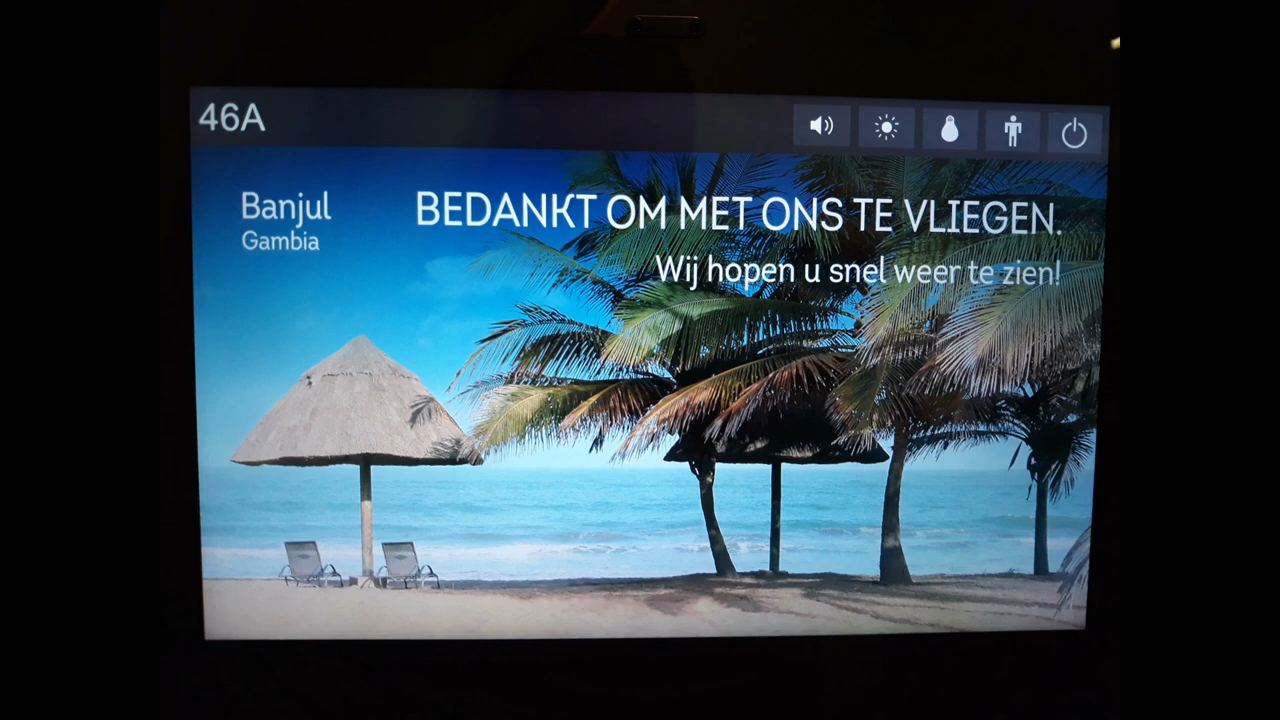 46A
Banjul
Gambia
BEDANKT OM MET ONS TE VLIEGEN.
Wij hopen u snel weer te zien!